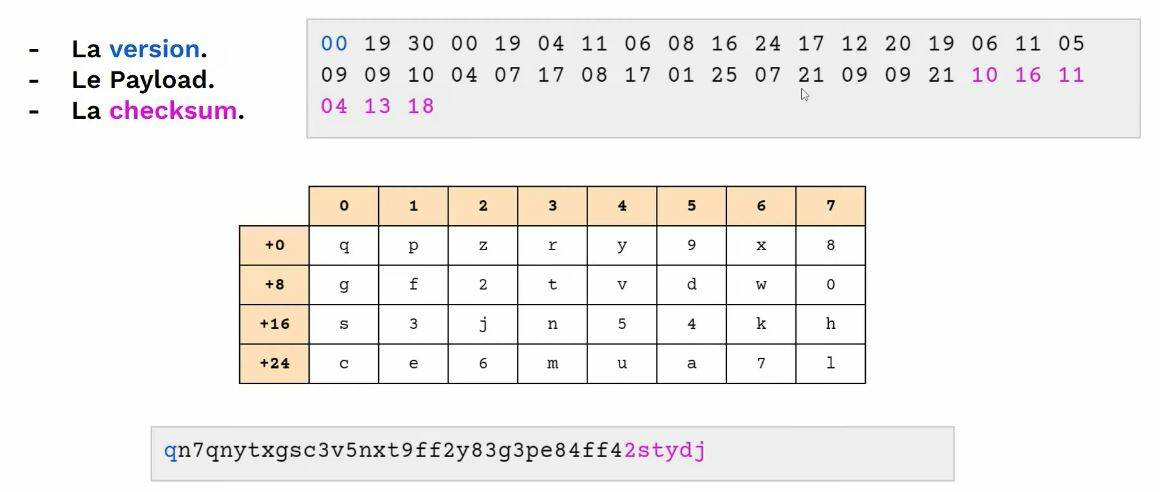 - La version.
- Le Payload.
- La checksum.
00 19 30 00 19 04 11 06 08 16 24 17 12 20 19 06 11 05
09 09 10 04 07 17 08 17 01 25 07 21 09 09 21 10 16 11
04 13 18
0 1 2 3 4 5 6 7
+0 q p z r y 9 x 8
+8 g f 2 t v d w 0
+16 s 3 j n 5 4 k h
+24 c e 6 m u a 7 l
qn7qnytxgsc3v5nxt9ff2y83g3pe84ff42stydj